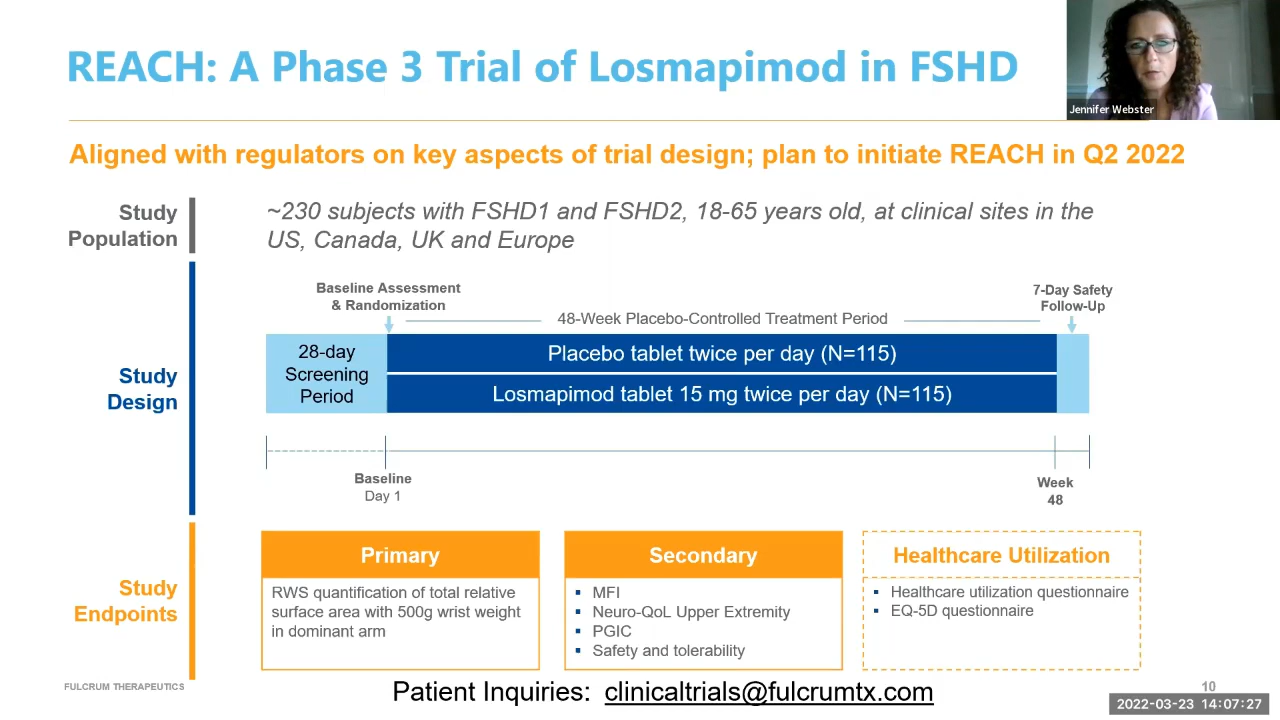 REACH: A Phase 3 Trial of Losmapimod in FSHD
Jennifer Webster
Aligned with regulators on key aspects of trial design; plan to initiate REACH in Q2 2022
Study
Population
~230 subjects with FSHD1 and FSHD2, 18-65 years old, at clinical sites in the
US, Canada, UK and Europe
Study
Design
Baseline Assessment
& Randomization
48-Week Placebo-Controlled Treatment Period
7-Day Safety
Follow-Up
28-day
Screening
Period
Placebo tablet twice per day (N=115)
Losmapimod tablet 15 mg twice per day (N=115)
Baseline
Day 1
Week
48
Study
Endpoints
Primary
RWS quantification of total relative
surface area with 500g wrist weight
in dominant arm
Secondary
▪ MFI
▪ Neuro-QoL Upper Extremity
▪ PGIC
▪ Safety and tolerability
Healthcare Utilization
▪ Healthcare utilization questionnaire
▪ EQ-5D questionnaire
FULCRUM THERAPEUTICS
Patient Inquiries: clinicaltrials@fulcrumtx.com
10
2022-03-23 14:07:27